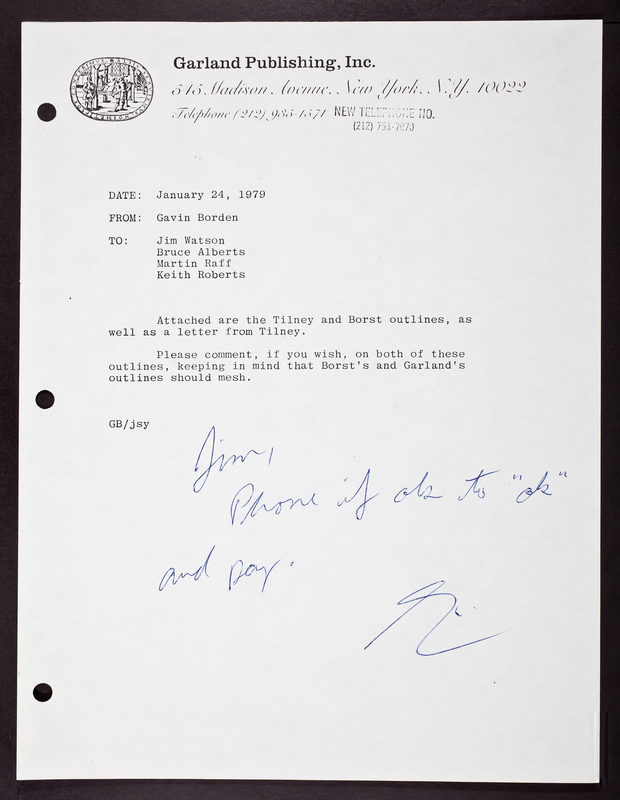 Garland Publishing, Inc.
545 Madison Avenue, New York, N.Y. 10022
Telephone (212) 935-1571 NEW TELEPHONE NO.
(212) 753-7070
DATE: January 24, 1979
FROM: Gavin Borden
TO: Jim Watson
Bruce Alberts
Martin Raff
Keith Roberts
Attached are the Tilney and Borst outlines, as
well as a letter from Tilney.
Please comment, if you wish, on both of these
outlines, keeping in mind that Borst's and Garland's
outlines should mesh.
GB/jsy
Jim,
Phone if ok to "ok"
and pay.